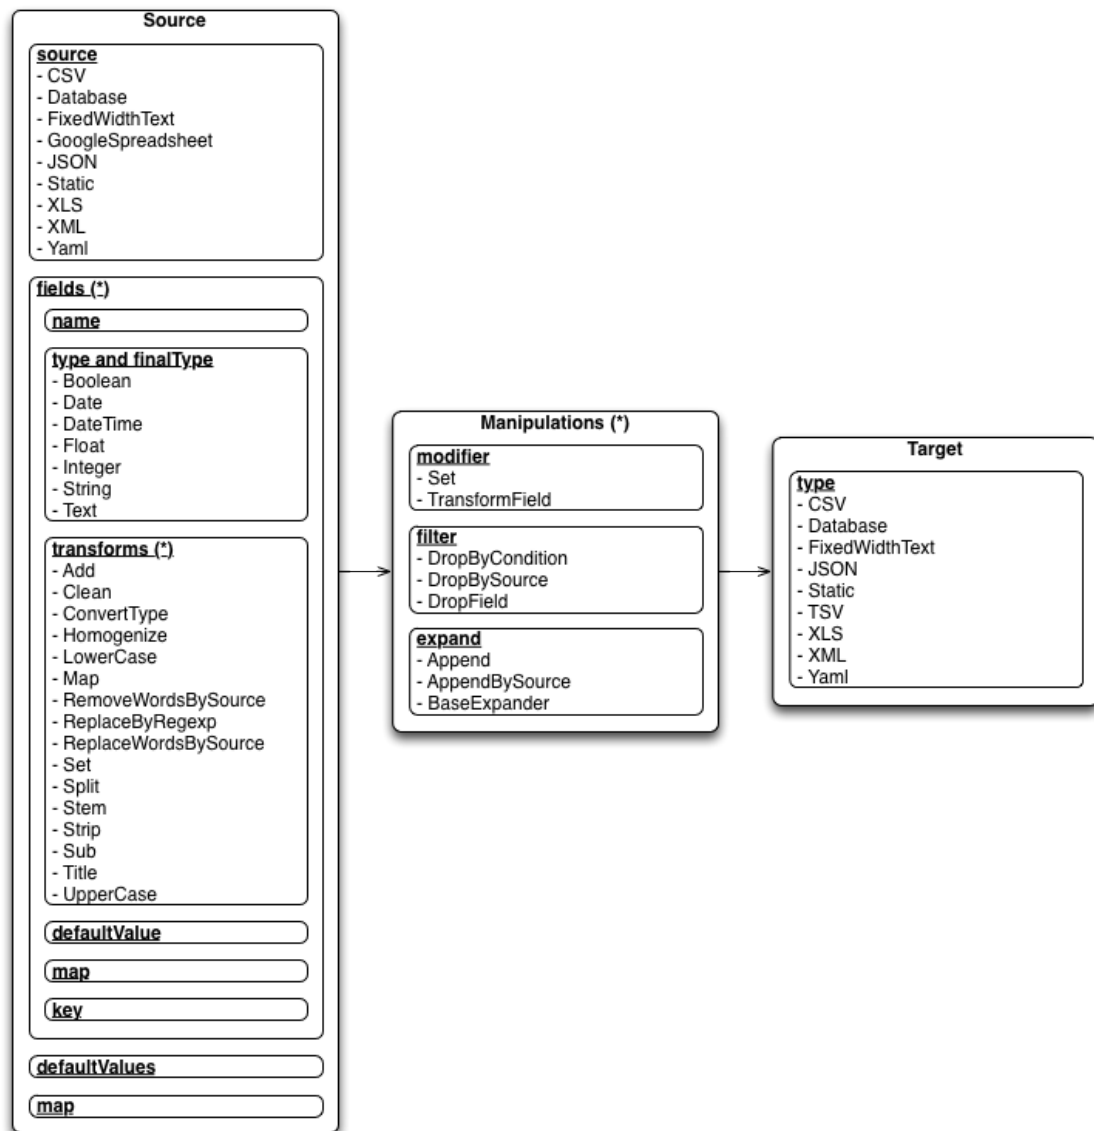 Source
source
- CSV
- Database
- FixedWidthText
- GoogleSpreadsheet
- JSON
- Static
- XLS
- XML
- Yaml
fields (*)
name
type and finalType
- Boolean
- Date
- DateTime
- Float
- Integer
- String
- Text
transforms (*)
- Add
- Clean
- ConvertType
- Homogenize
- LowerCase
- Map
- RemoveWordsBySource
- ReplaceByRegexp
- ReplaceWordsBySource
- Set
- Split
- Stem
- Strip
- Sub
- Title
- UpperCase
defaultValue
map
key
defaultValues
map
Manipulations (*)
modifier
- Set
- TransformField
filter
- DropByCondition
- DropBySource
- DropField
expand
- Append
- AppendBySource
- BaseExpander
Target
type
- CSV
- Database
- FixedWidthText
- JSON
- Static
- TSV
- XLS
- XML
- Yaml